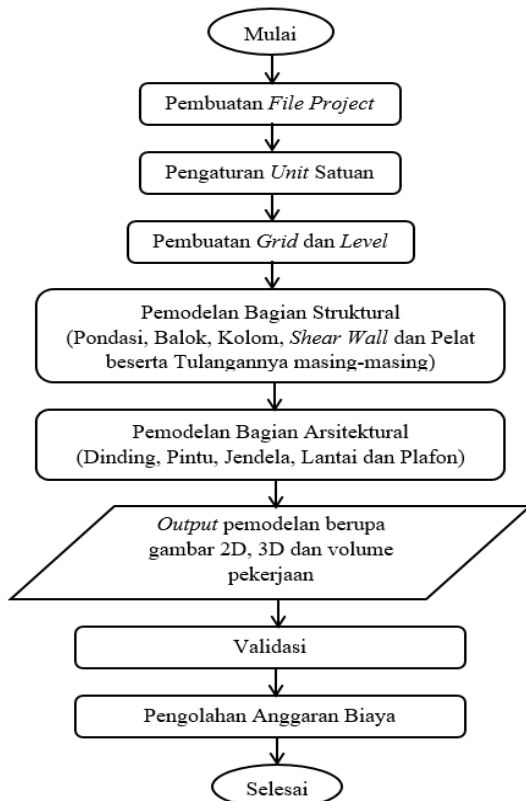 Mulai
Pembuatan File Project
Pengaturan Unit Satuan
Pembuatan Grid dan Level
Pemodelan Bagian Struktural
(Pondasi, Balok, Kolom, Shear Wall dan Pelat
beserta Tulangannya masing-masing)
Pemodelan Bagian Arsitektural
(Dinding, Pintu, Jendela, Lantai dan Plafon)
Output pemodelan berupa
gambar 2D, 3D dan volume
pekerjaan
Validasi
Pengolahan Anggaran Biaya
Selesai